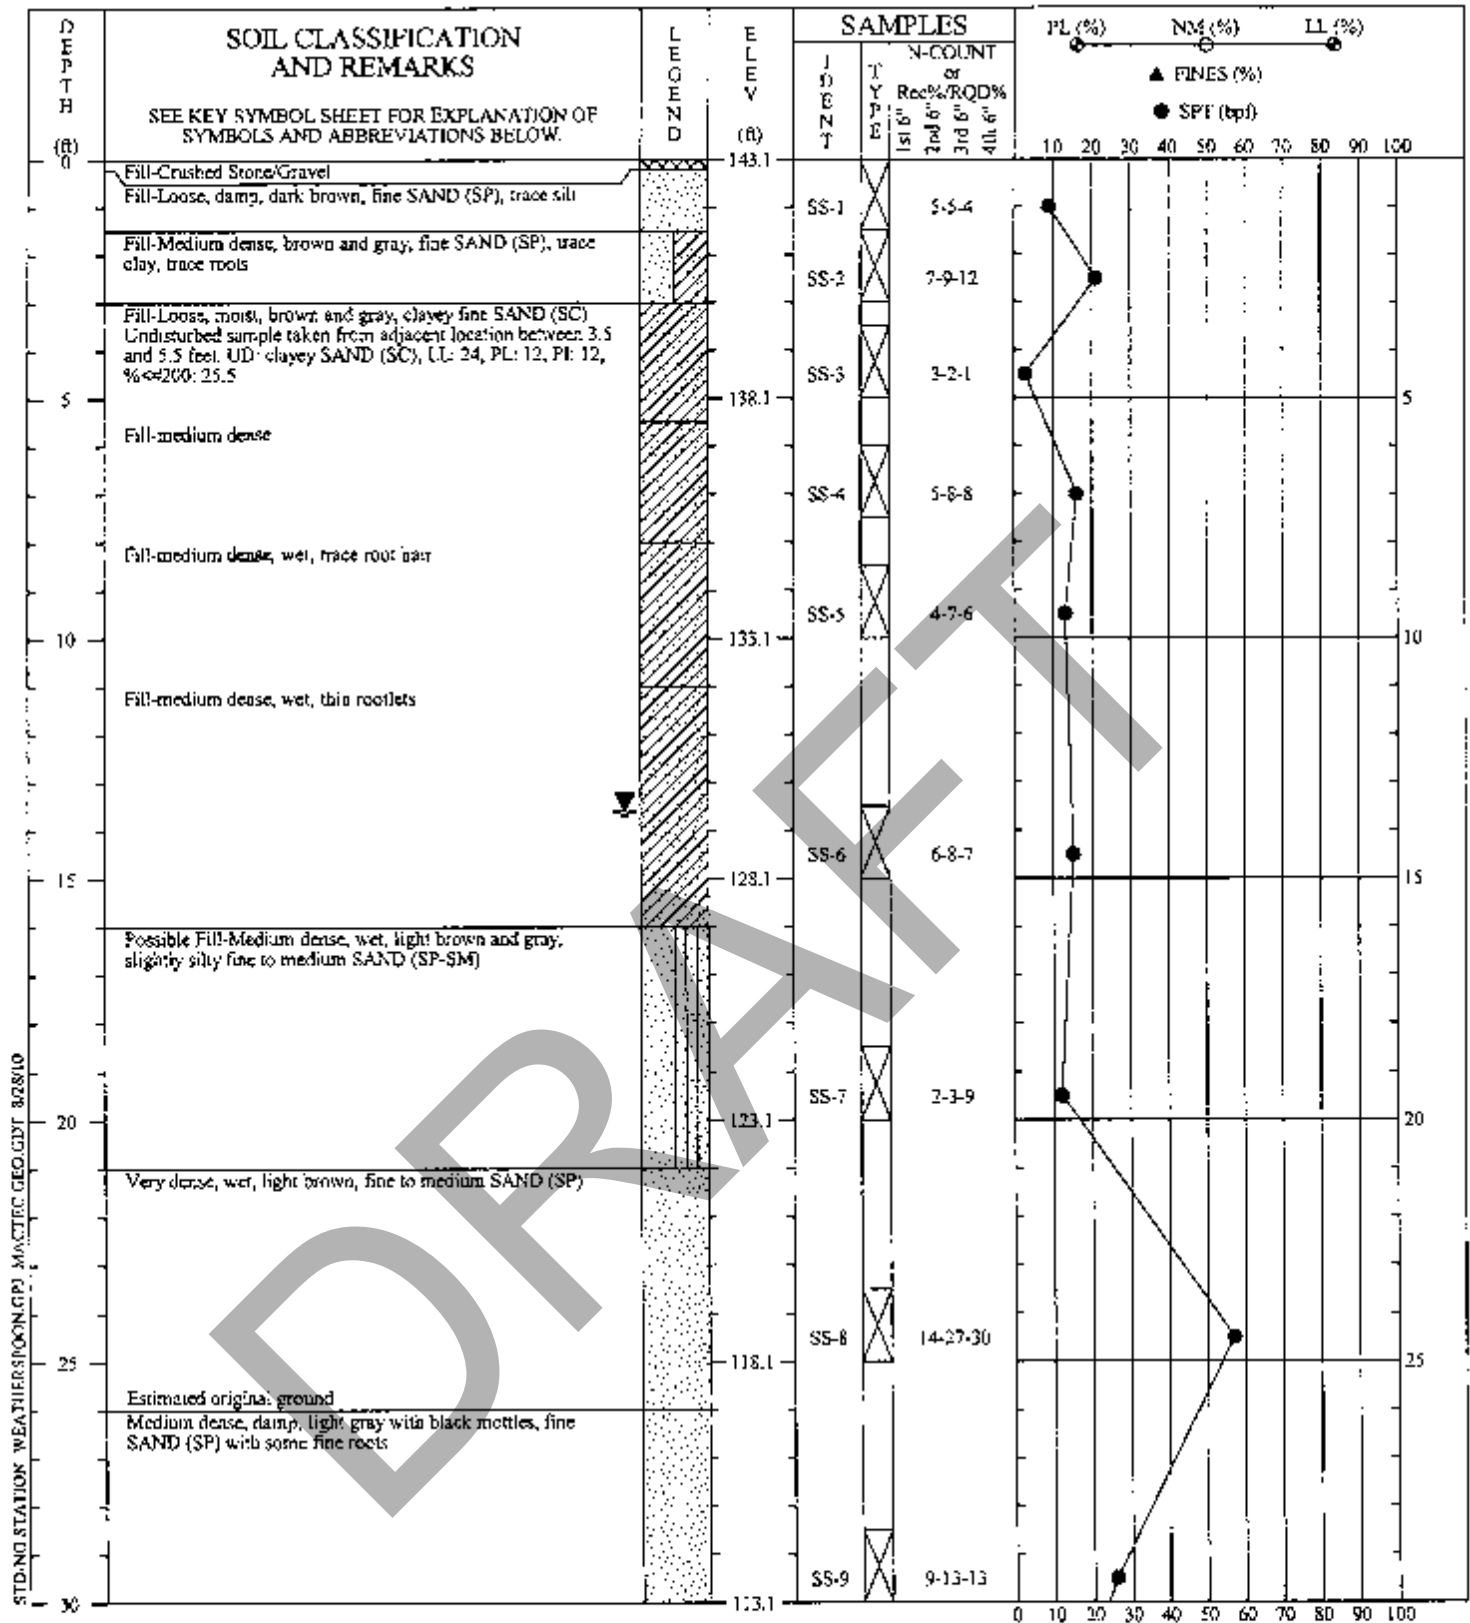 DEPTH
(ft)
SOIL CLASSIFICATION
AND REMARKS
SEE KEY SYMBOL SHEET FOR EXPLANATION OF
SYMBOLS AND ABBREVIATIONS BELOW.
LEGEND
ELEV
(ft)
SAMPLES
IDENT
TYPE
N-COUNT
or
Rec%/RQD%
1st 6"
2nd 6"
3rd 6"
4th 6"
PL (%) NM (%) LL (%)
▲ FINES (%)
● SPT (bpf)
10 20 30 40 50 60 70 80 90 100
0
Fill-Crushed Stone/Gravel
143.1
Fill-Loose, damp, dark brown, fine SAND (SP), trace silt
SS-1 5-5-4
Fill-Medium dense, brown and gray, fine SAND (SP), trace
clay, trace roots
SS-2 7-9-12
Fill-Loose, moist, brown and gray, clayey fine SAND (SC)
Undisturbed sample taken from adjacent location between 3.5
and 5.5 feet. UD: clayey SAND (SC), LL: 24, PL: 12, PI: 12,
%<#200: 25.5
SS-3 3-2-1
5 138.1 5
Fill-medium dense
SS-4 5-8-8
Fill-medium dense, wet, trace root hair
SS-5 4-7-6
10 135.1 10
Fill-medium dense, wet, thin rootlets
SS-6 6-8-7
15 128.1 15
Possible Fill-Medium dense, wet, light brown and gray,
slightly silty fine to medium SAND (SP-SM)
SS-7 2-3-9
20 123.1 20
Very dense, wet, light brown, fine to medium SAND (SP)
SS-8 14-27-30
25 118.1 25
Estimated original ground
Medium dense, damp, light gray with black mottles, fine
SAND (SP) with some fine roots
SS-9 9-13-13
30 113.1
0 10 20 30 40 50 60 70 80 90 100
STD-NO STATION WEATHERSPOON.GPJ MACTEC GEO.GDT 8/28/10
DRAFT